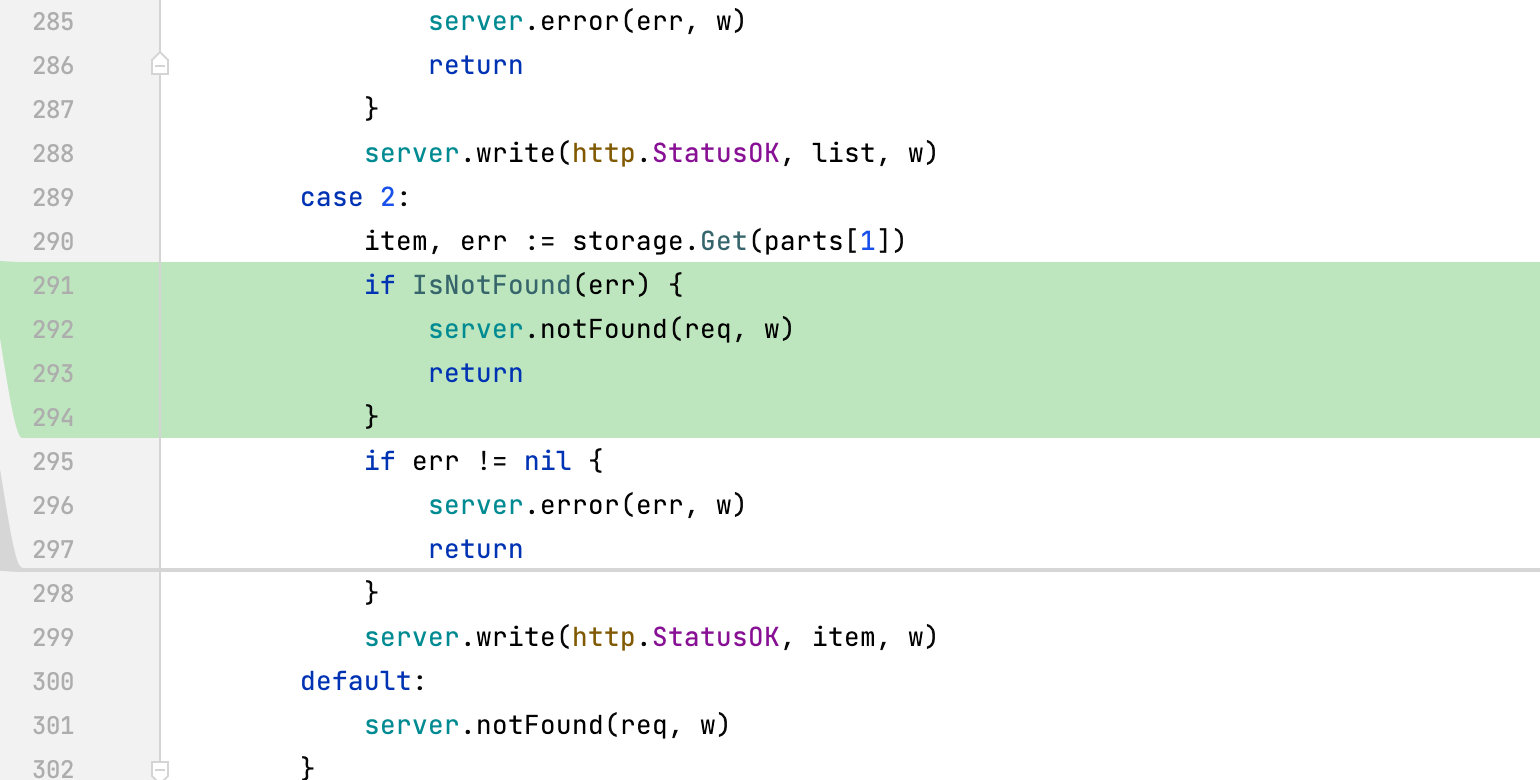 285 server.error(err, w)
286 return
287 }
288 server.write(http.StatusOK, list, w)
289 case 2:
290 item, err := storage.Get(parts[1])
291 if IsNotFound(err) {
292 server.notFound(req, w)
293 return
294 }
295 if err != nil {
296 server.error(err, w)
297 return
298 }
299 server.write(http.StatusOK, item, w)
300 default:
301 server.notFound(req, w)
302 }